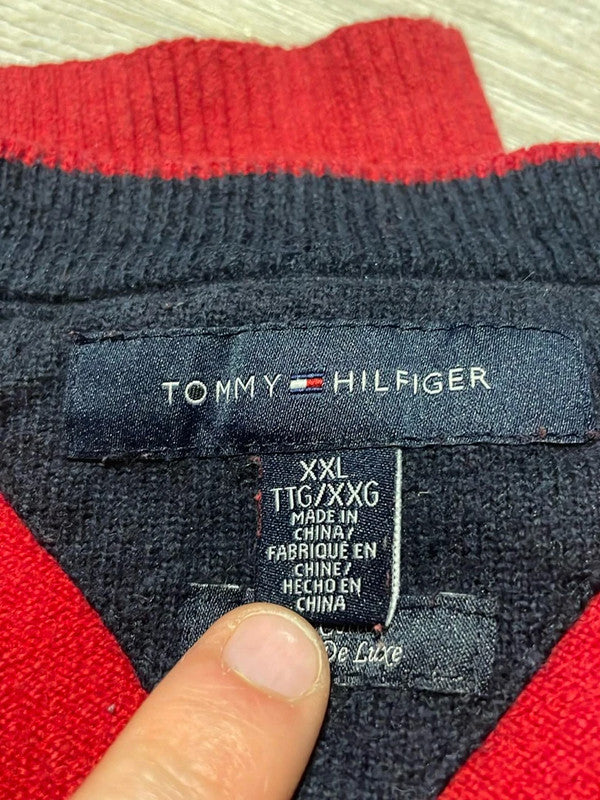 TOMMY HILFIGER
XXL
TTG/XXG
MADE IN
CHINA/
FABRIQUÉ EN
CHINE/
HECHO EN
CHINA
De Luxe